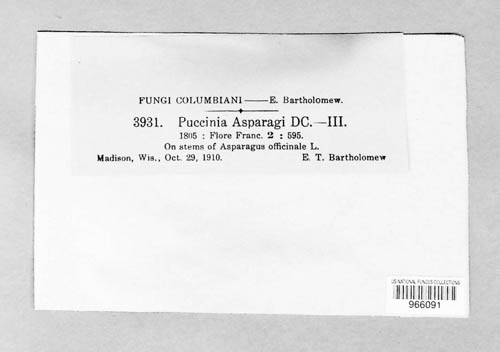 FUNGI COLUMBIANI——E. Bartholomew.
3931. Puccinia Asparagi DC.—III.
1805 : Flore Franc. 2 : 595.
On stems of Asparagus officinale L.
Madison, Wis., Oct. 29, 1910. E. T. Bartholomew
US NATIONAL FUNGUS COLLECTIONS
966091